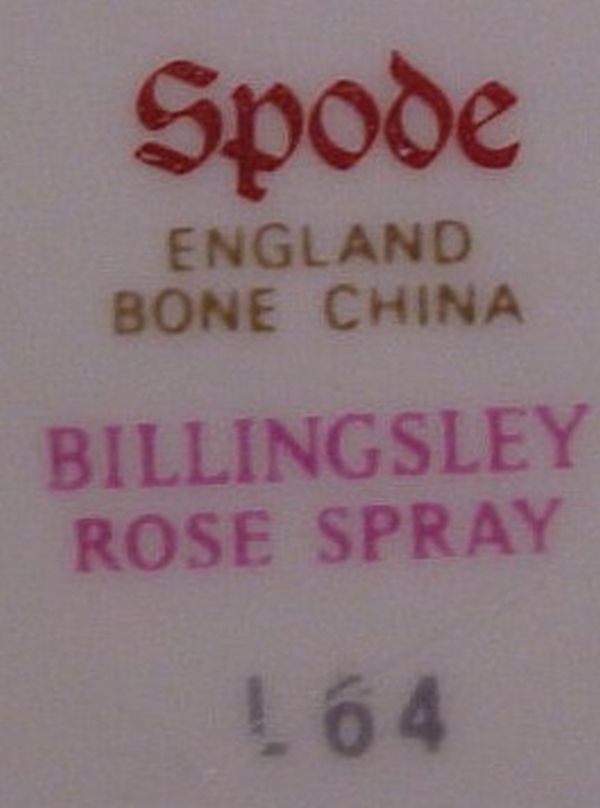 Spode
ENGLAND
BONE CHINA
BILLINGSLEY
ROSE SPRAY
L 64